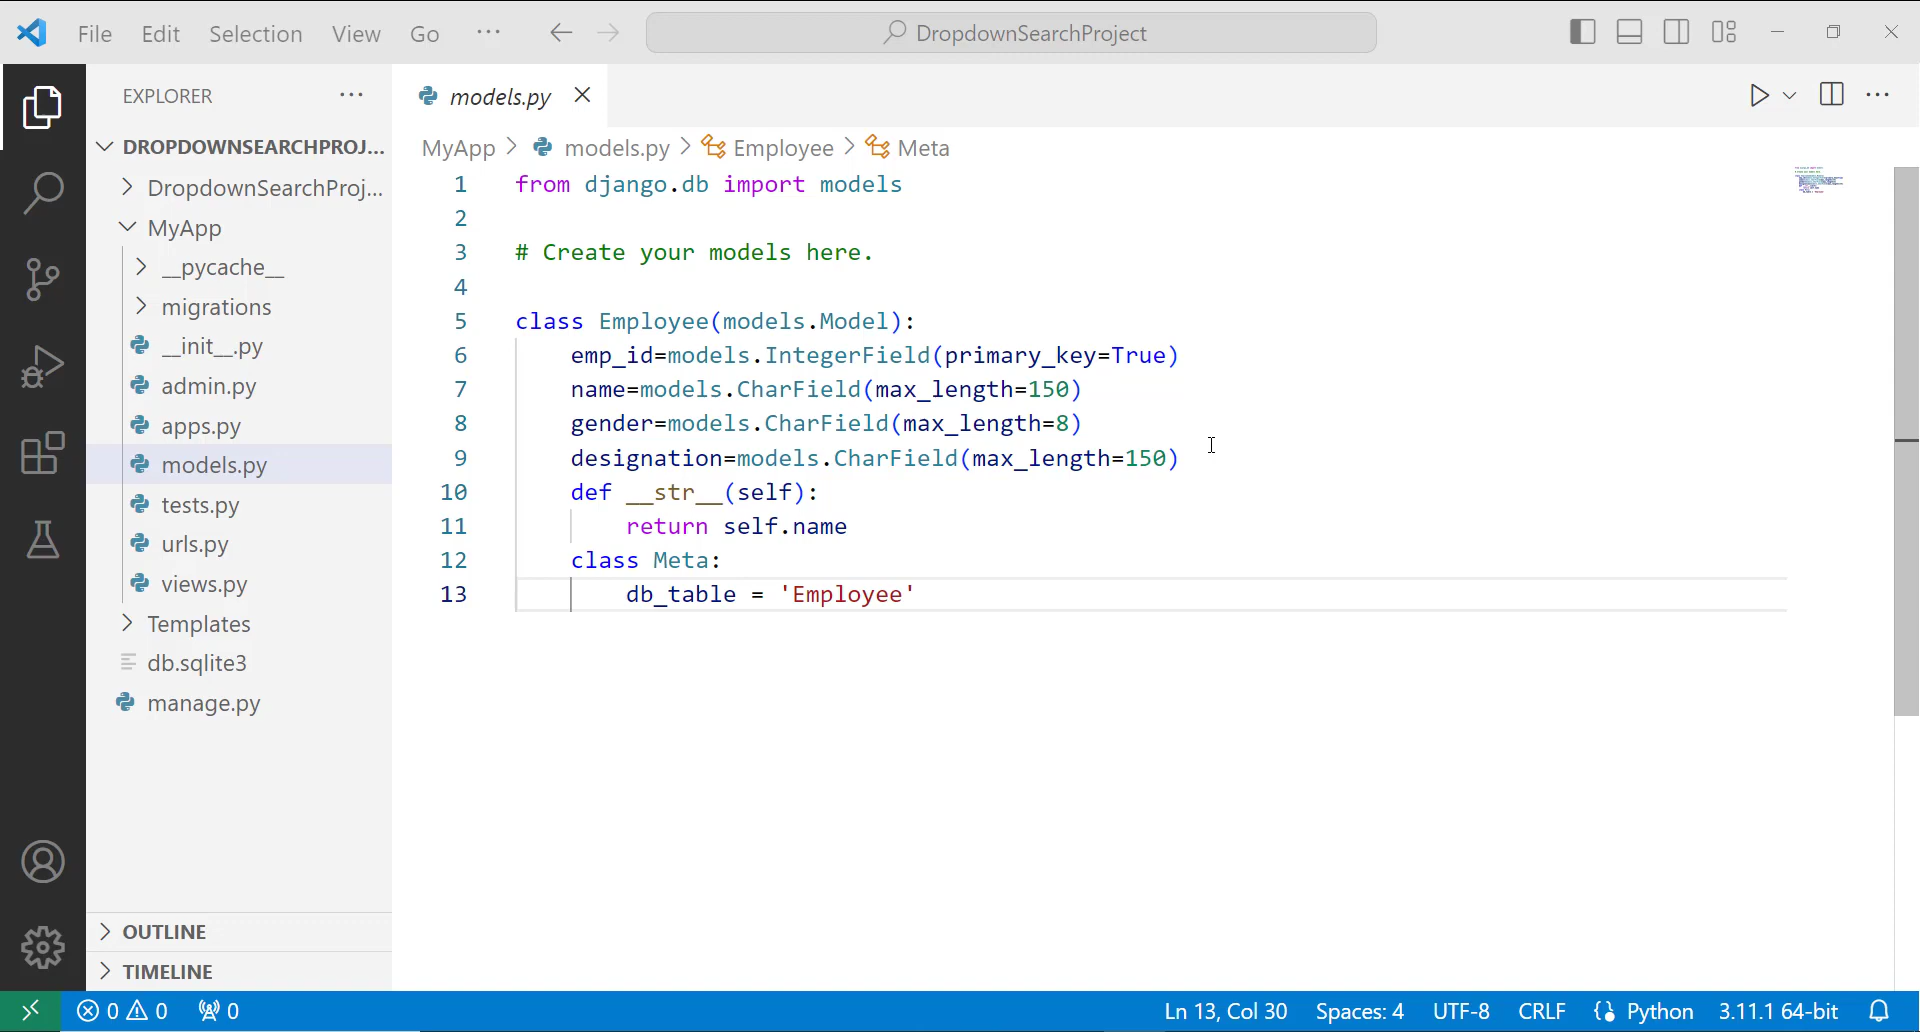 File Edit Selection View Go ··· DropdownSearchProject
EXPLORER
DROPDOWNSEARCHPROJ...
DropdownSearchProj...
MyApp
__pycache__
migrations
__init__.py
admin.py
apps.py
models.py
tests.py
urls.py
views.py
Templates
db.sqlite3
manage.py
OUTLINE
TIMELINE
models.py
MyApp > models.py > Employee > Meta
1 from django.db import models
2
3 # Create your models here.
4
5 class Employee(models.Model):
6 emp_id=models.IntegerField(primary_key=True)
7 name=models.CharField(max_length=150)
8 gender=models.CharField(max_length=8)
9 designation=models.CharField(max_length=150)
10 def __str__(self):
11 return self.name
12 class Meta:
13 db_table = 'Employee'
0 0 0 Ln 13, Col 30 Spaces: 4 UTF-8 CRLF Python 3.11.1 64-bit